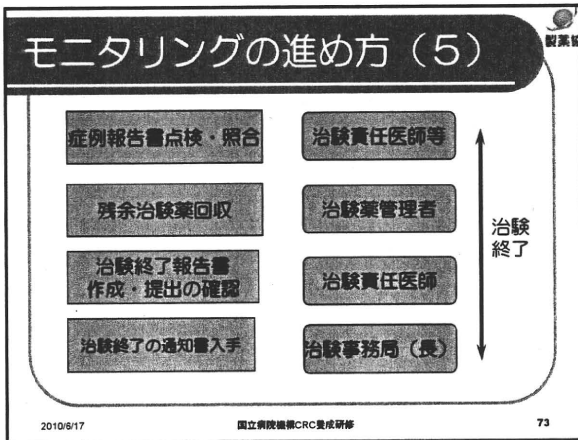 モニタリングの進め方（5）
製薬協
症例報告書点検・照合
治験責任医師等
残余治験薬回収
治験薬管理者
治験終了報告書
作成・提出の確認
治験責任医師
治験終了の通知書入手
治験事務局（長）
治験
終了
2010/6/17
国立病院機構CRC養成研修
73